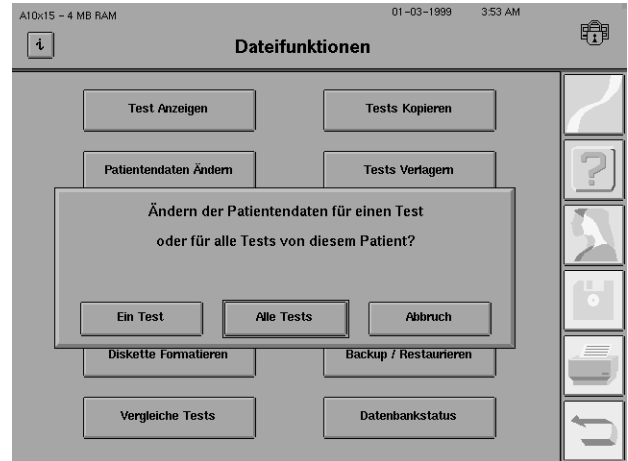 A10x15 - 4 MB RAM
01-03-1999 3:53 AM
i
Dateifunktionen
Test Anzeigen
Tests Kopieren
Patientendaten Ändern
Tests Verlagern
Ändern der Patientendaten für einen Test
oder für alle Tests von diesem Patient?
Ein Test
Alle Tests
Abbruch
Diskette Formatieren
Backup / Restaurieren
Vergleiche Tests
Datenbankstatus